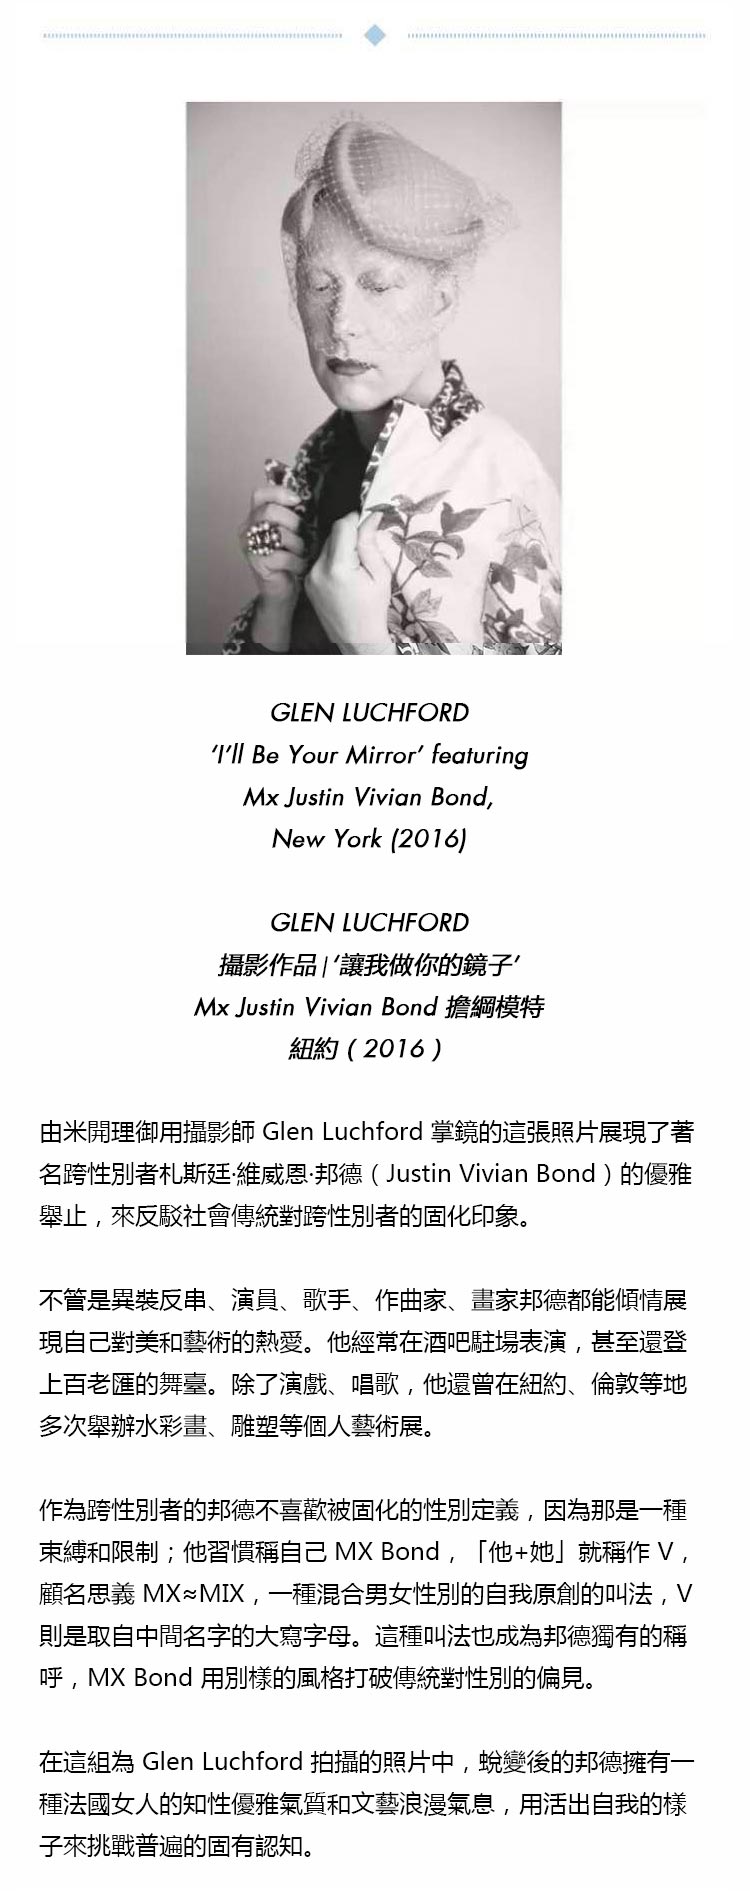 GLEN LUCHFORD
‘I’ll Be Your Mirror’ featuring
Mx Justin Vivian Bond,
New York (2016)
GLEN LUCHFORD
攝影作品|‘讓我做你的鏡子’
Mx Justin Vivian Bond 擔綱模特
紐約（2016）
由米開理御用攝影師 Glen Luchford 掌鏡的這張照片展現了著
名跨性別者札斯廷·維威恩·邦德（Justin Vivian Bond）的優雅
舉止，來反駁社會傳統對跨性別者的固化印象。
不管是異裝反串、演員、歌手、作曲家、畫家邦德都能傾情展
現自己對美和藝術的熱愛。他經常在酒吧駐場表演，甚至還登
上百老匯的舞臺。除了演戲、唱歌，他還曾在紐約、倫敦等地
多次舉辦水彩畫、雕塑等個人藝術展。
作為跨性別者的邦德不喜歡被固化的性別定義，因為那是一種
束縛和限制；他習慣稱自己 MX Bond，「他+她」就稱作 V，
顧名思義 MX≈MIX，一種混合男女性別的自我原創的叫法，V
則是取自中間名字的大寫字母。這種叫法也成為邦德獨有的稱
呼，MX Bond 用別樣的風格打破傳統對性別的偏見。
在這組為 Glen Luchford 拍攝的照片中，蛻變後的邦德擁有一
種法國女人的知性優雅氣質和文藝浪漫氣息，用活出自我的樣
子來挑戰普遍的固有認知。